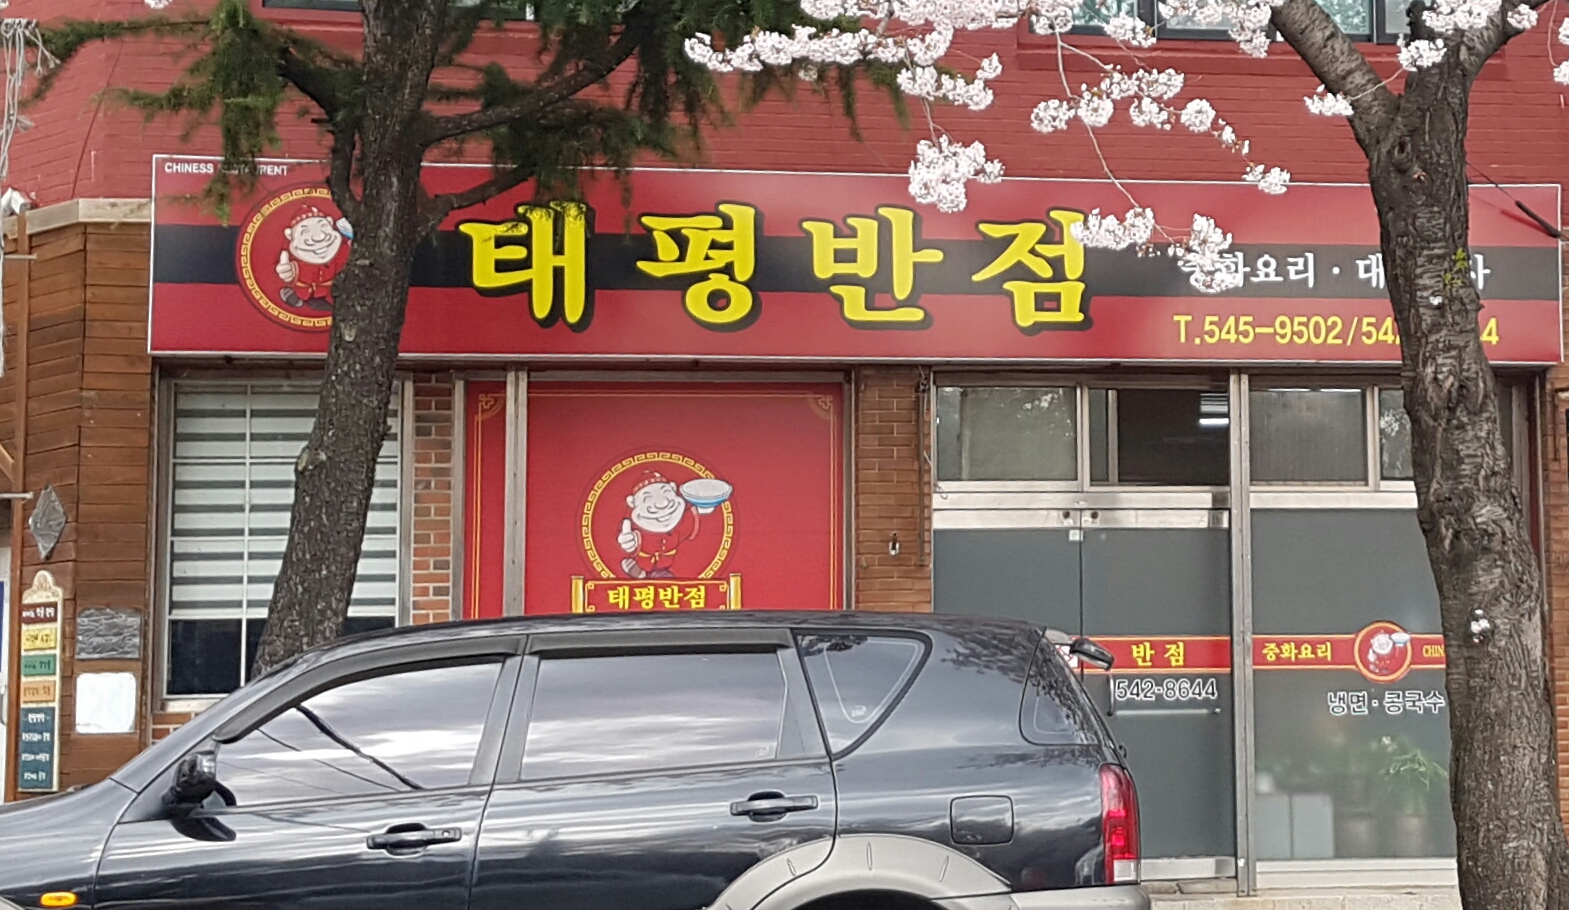 CHINESS
태평반점
중화요리 · 대
T.545-9502/54
태평반점
반점
542-8644
중화요리
CHIN
냉면 · 콩국수